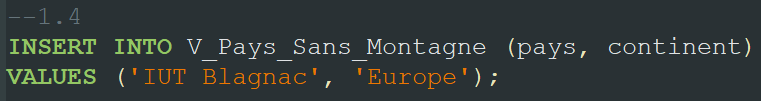 --1.4
INSERT INTO V_Pays_Sans_Montagne (pays, continent)
VALUES ('IUT Blagnac', 'Europe');